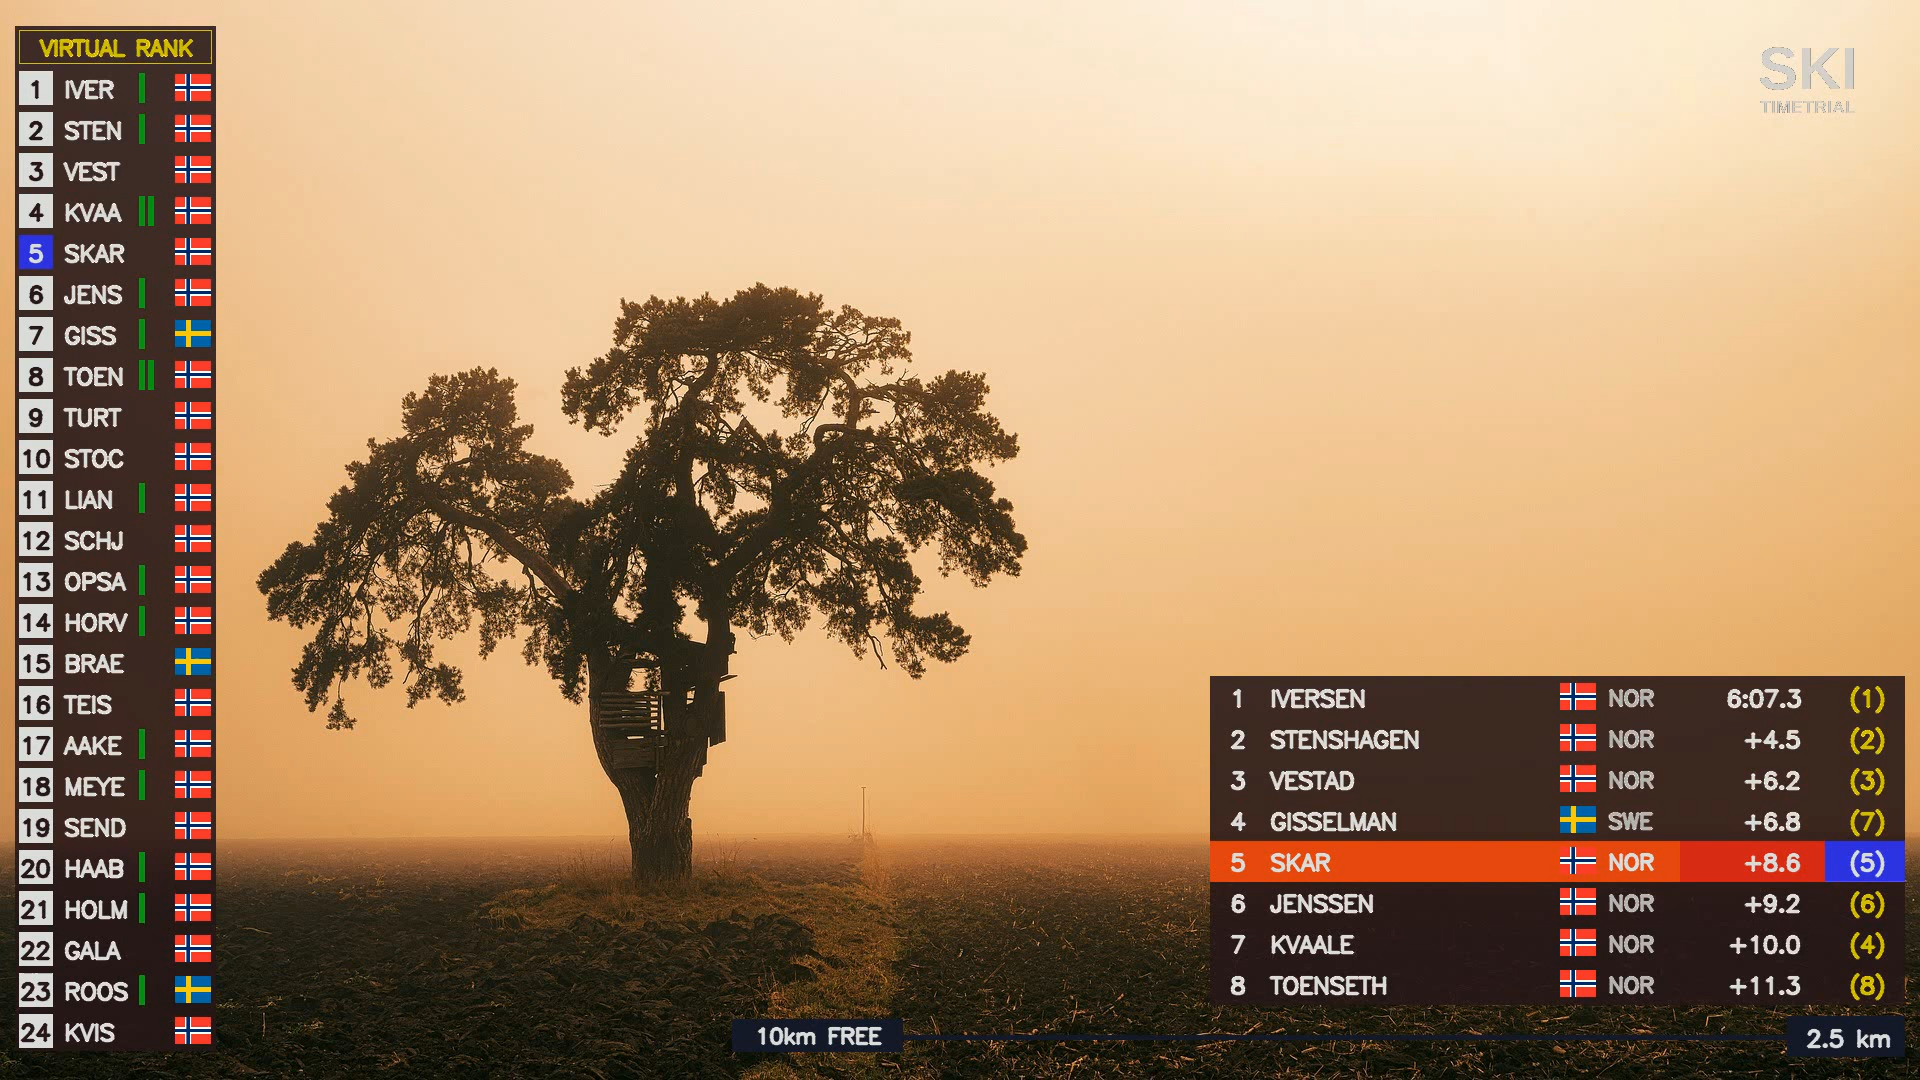 VIRTUAL RANK
1 IVER
2 STEN
3 VEST
4 KVAA
5 SKAR
6 JENS
7 GISS
8 TOEN
9 TURT
10 STOC
11 LIAN
12 SCHJ
13 OPSA
14 HORV
15 BRAE
16 TEIS
17 AAKE
18 MEYE
19 SEND
20 HAAB
21 HOLM
22 GALA
23 ROOS
24 KVIS
SKI
TIMETRIAL
1 IVERSEN NOR 6:07.3 (1)
2 STENSHAGEN NOR +4.5 (2)
3 VESTAD NOR +6.2 (3)
4 GISSELMAN SWE +6.8 (7)
5 SKAR NOR +8.6 (5)
6 JENSSEN NOR +9.2 (6)
7 KVAALE NOR +10.0 (4)
8 TOENSETH NOR +11.3 (8)
10km FREE
2.5 km